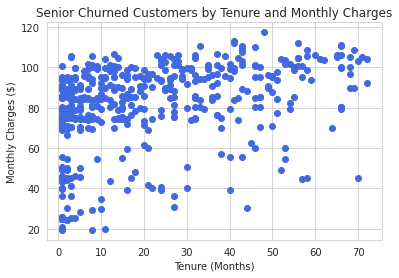 Senior Churned Customers by Tenure and Monthly Charges
120
100
80
60
40
20
Monthly Charges ($)
0 10 20 30 40 50 60 70
Tenure (Months)